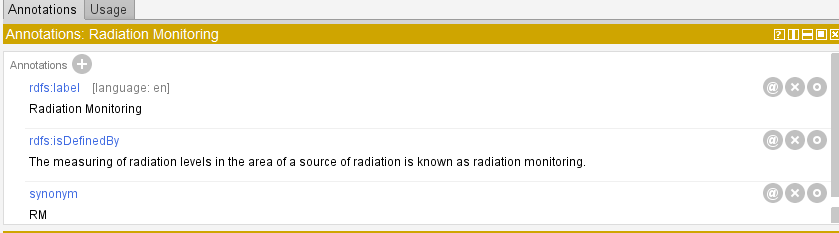 Annotations Usage
Annotations: Radiation Monitoring
Annotations
rdfs:label [language: en]
Radiation Monitoring
rdfs:isDefinedBy
The measuring of radiation levels in the area of a source of radiation is known as radiation monitoring.
synonym
RM